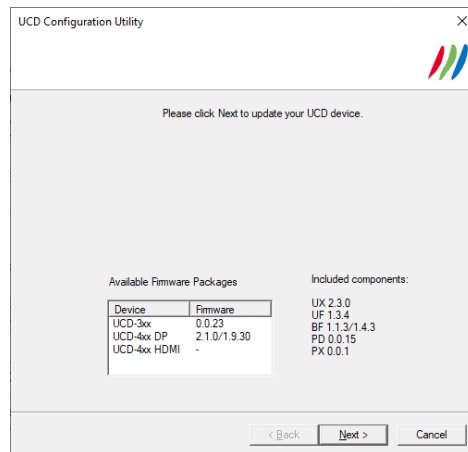 UCD Configuration Utility
Please click Next to update your UCD device.
Available Firmware Packages
Device Firmware
UCD-3xx 0.0.23
UCD-4xx DP 2.1.0/1.9.30
UCD-4xx HDMI -
Included components:
UX 2.3.0
UF 1.3.4
BF 1.1.3/1.4.3
PD 0.0.15
PX 0.0.1
< Back
Next >
Cancel